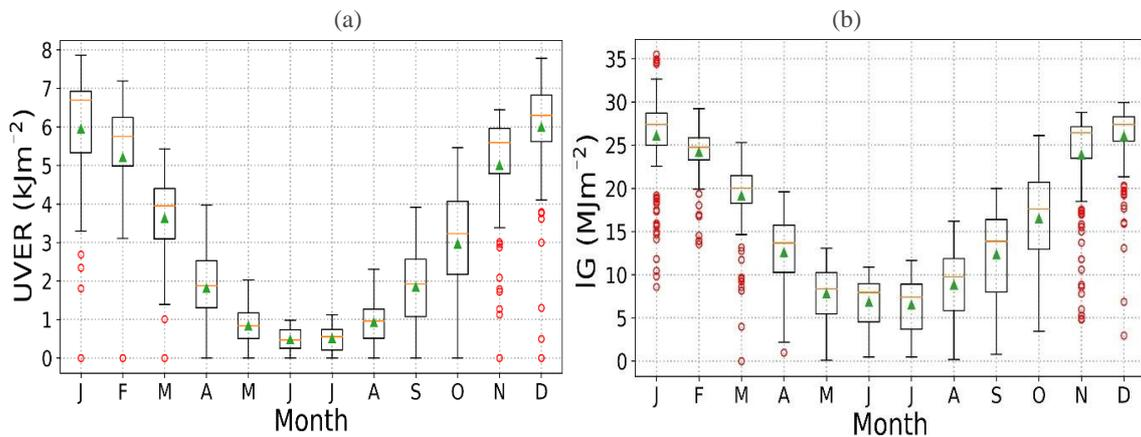 (a)
8
7
6
5
4
3
2
1
0
UVER (kJm⁻²)
J F M A M J J A S O N D
Month
(b)
35
30
25
20
15
10
5
0
IG (MJm⁻²)
J F M A M J J A S O N D
Month